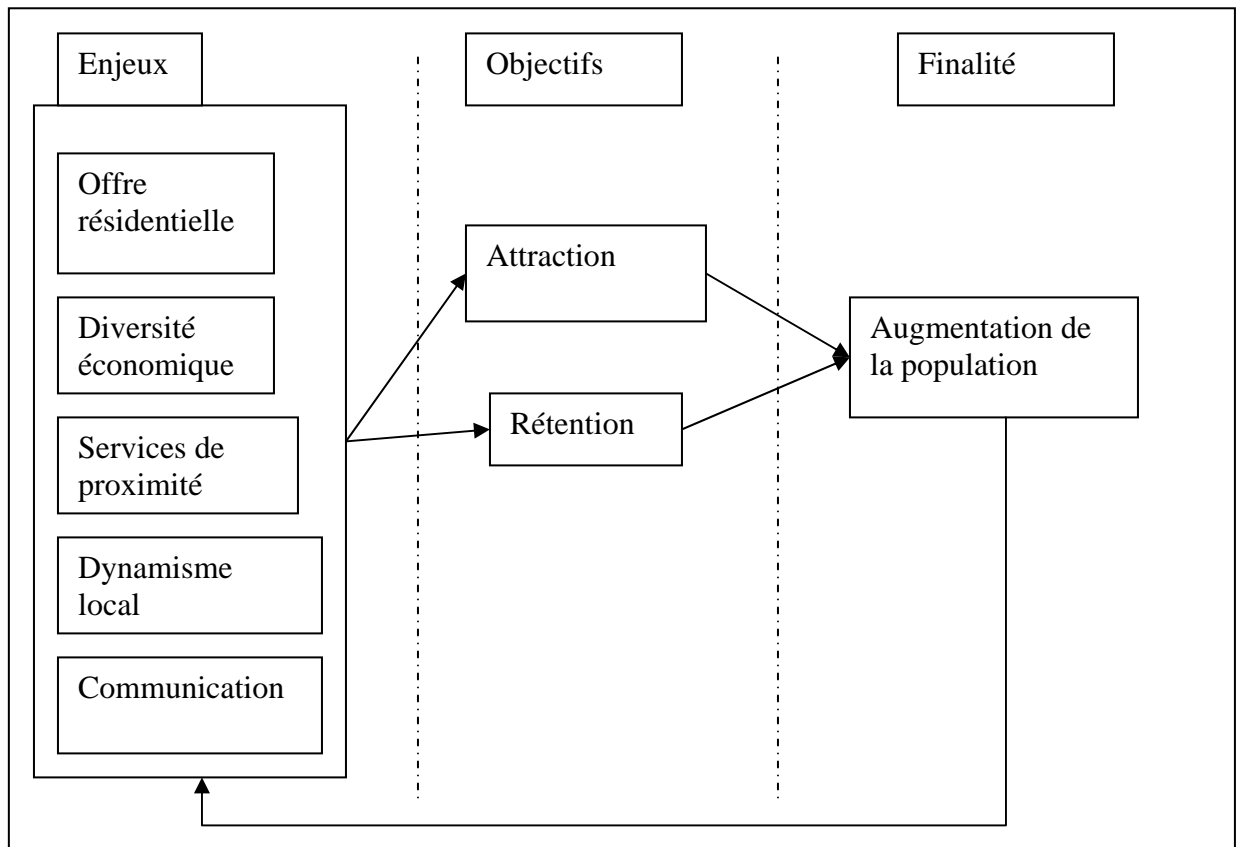 Enjeux
Objectifs
Finalité
Offre
résidentielle
Diversité
économique
Services de
proximité
Dynamisme
local
Communication
Attraction
Rétention
Augmentation de
la population